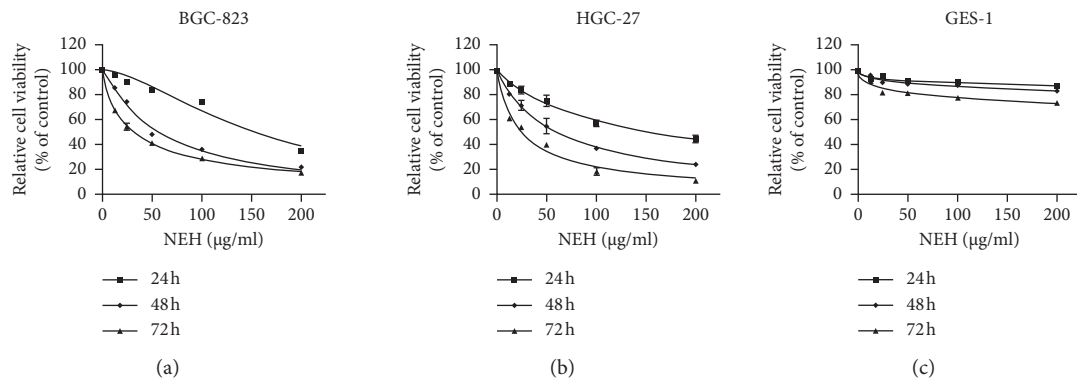 BGC-823
Relative cell viability
(% of control)
120
100
80
60
40
20
0
0 50 100 150 200
NEH (μg/ml)
24 h
48 h
72 h
(a)
HGC-27
Relative cell viability
(% of control)
120
100
80
60
40
20
0
0 50 100 150 200
NEH (μg/ml)
24 h
48 h
72 h
(b)
GES-1
Relative cell viability
(% of control)
120
100
80
60
40
20
0
0 50 100 150 200
NEH (μg/ml)
24 h
48 h
72 h
(c)